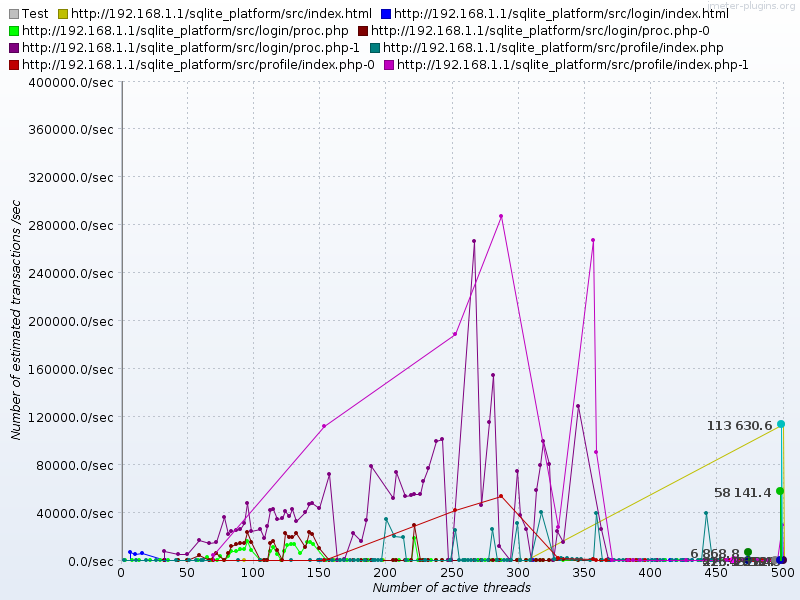 jmeter-plugins.org
Test http://192.168.1.1/sqlite_platform/src/index.html http://192.168.1.1/sqlite_platform/src/login/index.html
http://192.168.1.1/sqlite_platform/src/login/proc.php http://192.168.1.1/sqlite_platform/src/login/proc.php-0
http://192.168.1.1/sqlite_platform/src/login/proc.php-1 http://192.168.1.1/sqlite_platform/src/profile/index.php
http://192.168.1.1/sqlite_platform/src/profile/index.php-0 http://192.168.1.1/sqlite_platform/src/profile/index.php-1
400000.0/sec
360000.0/sec
320000.0/sec
280000.0/sec
240000.0/sec
200000.0/sec
160000.0/sec
120000.0/sec
80000.0/sec
40000.0/sec
0.0/sec
Number of estimated transactions /sec
113 630.6
58 141.4
6 868.8
0 50 100 150 200 250 300 350 400 450 500
Number of active threads